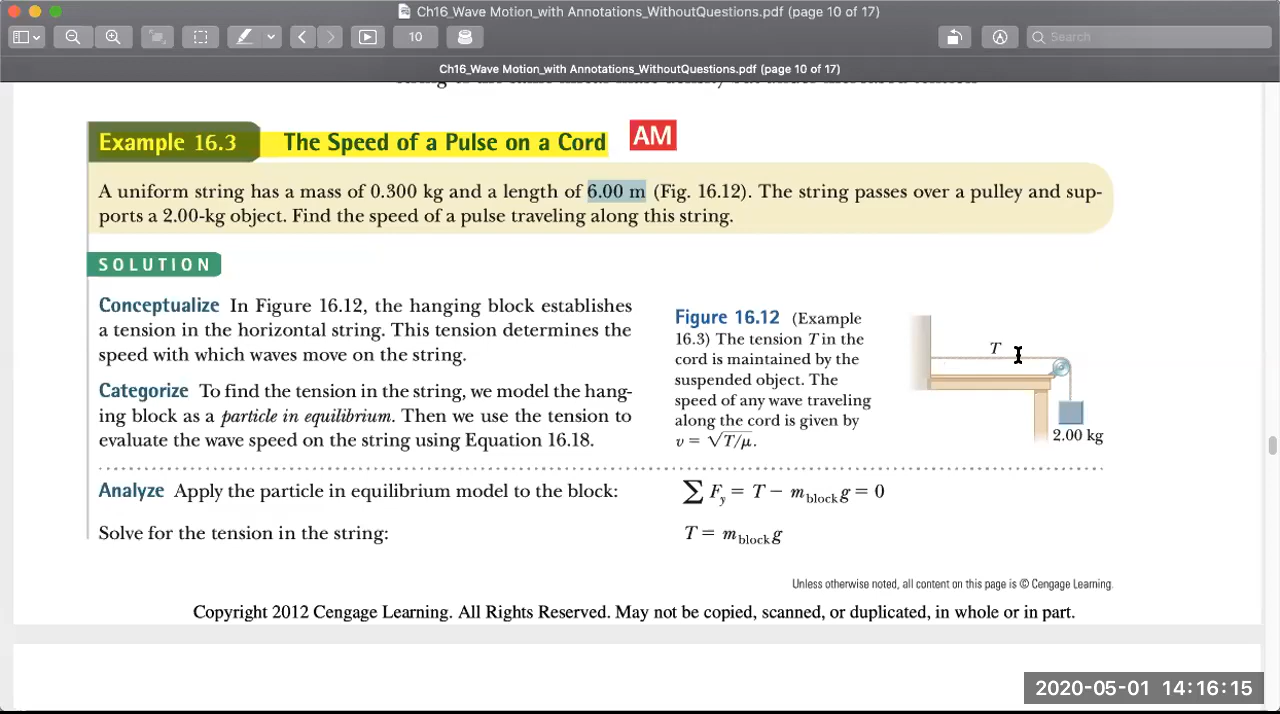 Ch16_Wave Motion_with Annotations_WithoutQuestions.pdf (page 10 of 17)
10
Search
Ch16_Wave Motion_with Annotations_WithoutQuestions.pdf (page 10 of 17)
Example 16.3 The Speed of a Pulse on a Cord AM
A uniform string has a mass of 0.300 kg and a length of 6.00 m (Fig. 16.12). The string passes over a pulley and sup-
ports a 2.00-kg object. Find the speed of a pulse traveling along this string.
SOLUTION
Conceptualize In Figure 16.12, the hanging block establishes
a tension in the horizontal string. This tension determines the
speed with which waves move on the string.
Categorize To find the tension in the string, we model the hang-
ing block as a particle in equilibrium. Then we use the tension to
evaluate the wave speed on the string using Equation 16.18.
Figure 16.12 (Example
16.3) The tension T in the
cord is maintained by the
suspended object. The
speed of any wave traveling
along the cord is given by
v = √T/μ.
T
2.00 kg
Analyze Apply the particle in equilibrium model to the block:
∑ Fy = T − mblock g = 0
Solve for the tension in the string:
T = mblock g
Unless otherwise noted, all content on this page is © Cengage Learning.
Copyright 2012 Cengage Learning. All Rights Reserved. May not be copied, scanned, or duplicated, in whole or in part.
2020-05-01 14:16:15